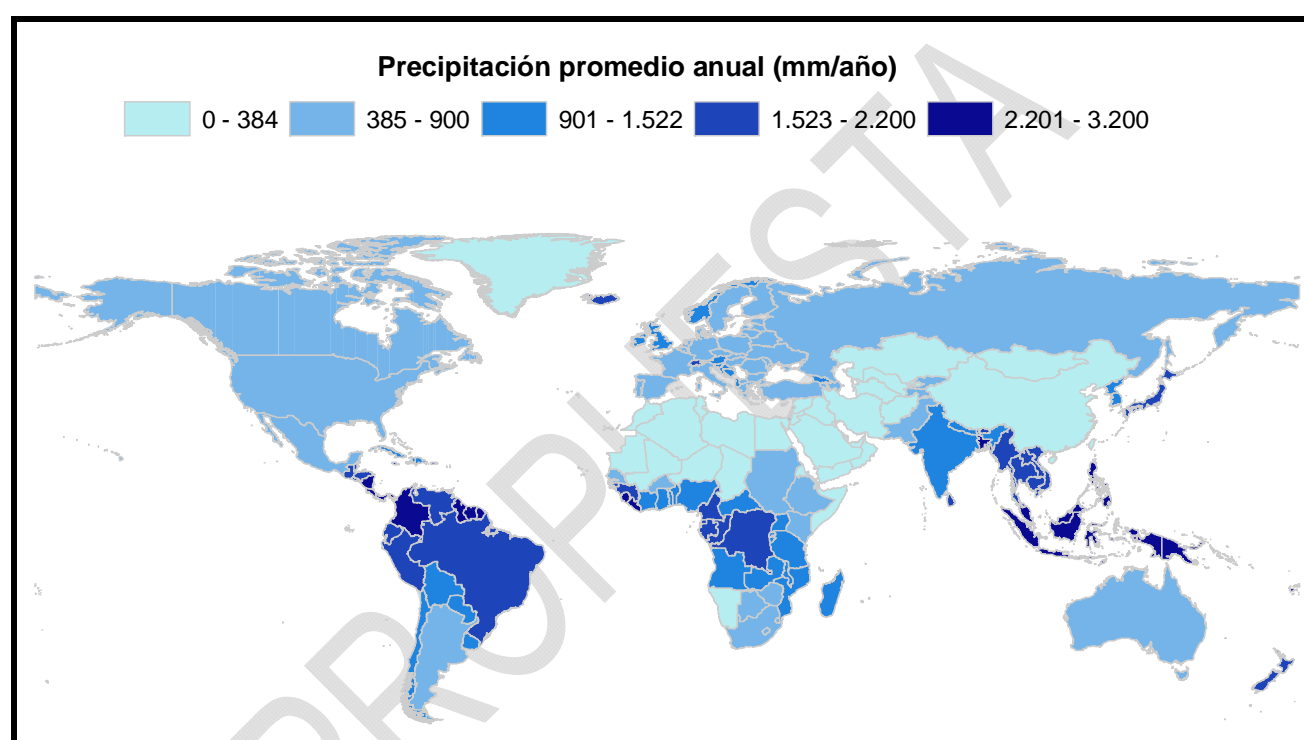 Precipitación promedio anual (mm/año)
0 - 384 385 - 900 901 - 1.522 1.523 - 2.200 2.201 - 3.200
PROPUESTA